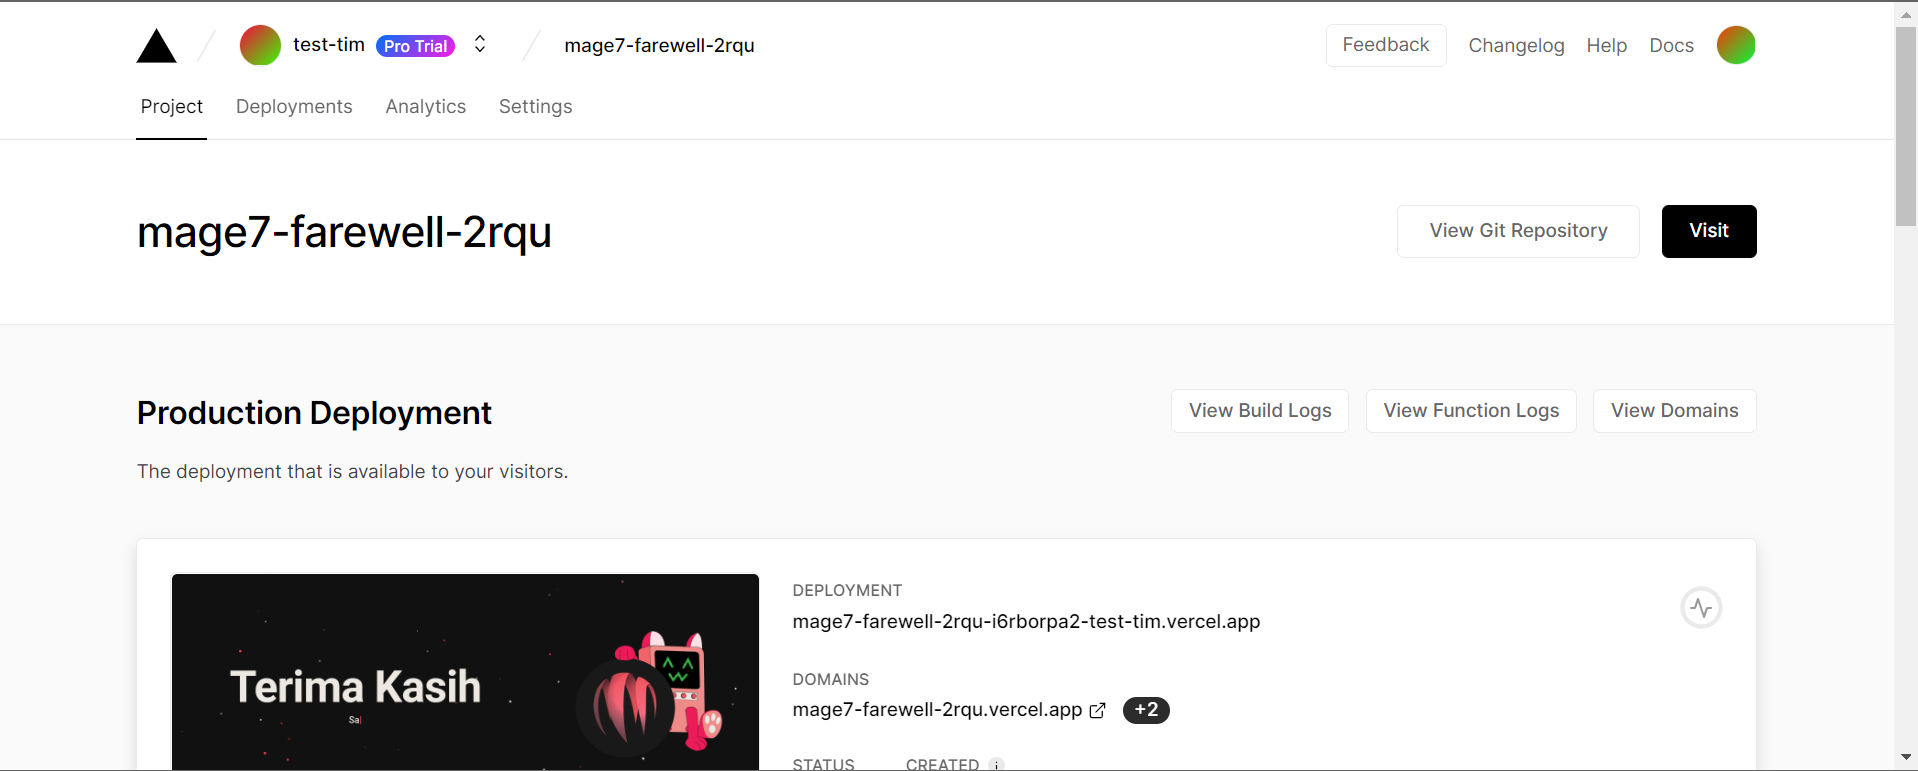 test-tim Pro Trial mage7-farewell-2rqu Feedback Changelog Help Docs
Project Deployments Analytics Settings
mage7-farewell-2rqu View Git Repository Visit
Production Deployment View Build Logs View Function Logs View Domains
The deployment that is available to your visitors.
Terima Kasih
Sa
DEPLOYMENT
mage7-farewell-2rqu-i6rborpa2-test-tim.vercel.app
DOMAINS
mage7-farewell-2rqu.vercel.app +2
STATUS CREATED